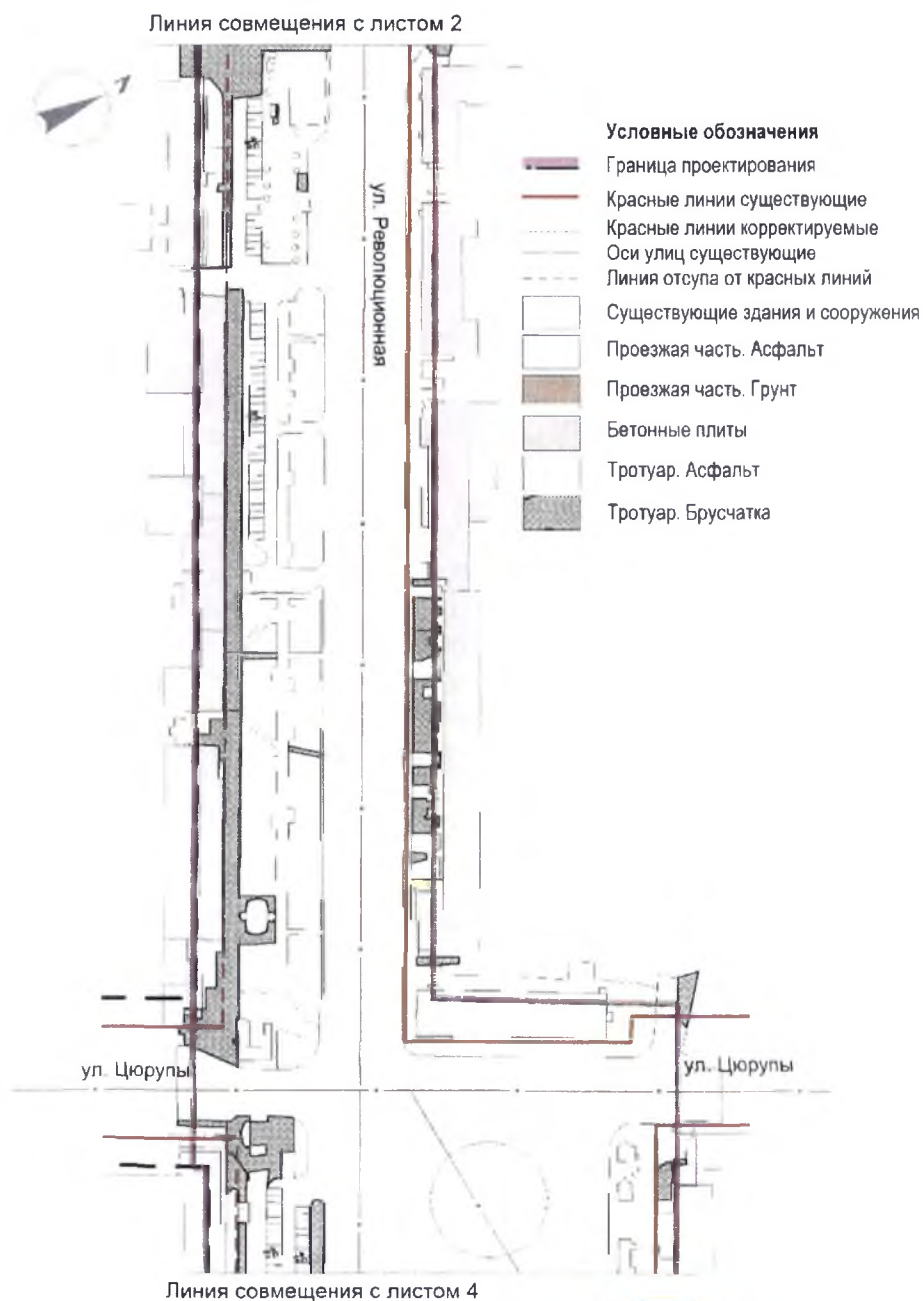 Линия совмещения с листом 2
Условные обозначения
Граница проектирования
Красные линии существующие
Красные линии корректируемые
Оси улиц существующие
Линия отсупа от красных линий
Существующие здания и сооружения
Проезжая часть. Асфальт
Проезжая часть. Грунт
Бетонные плиты
Тротуар. Асфальт
Тротуар. Брусчатка
ул. Революционная
ул. Цюрупы
ул. Цюрупы
Линия совмещения с листом 4